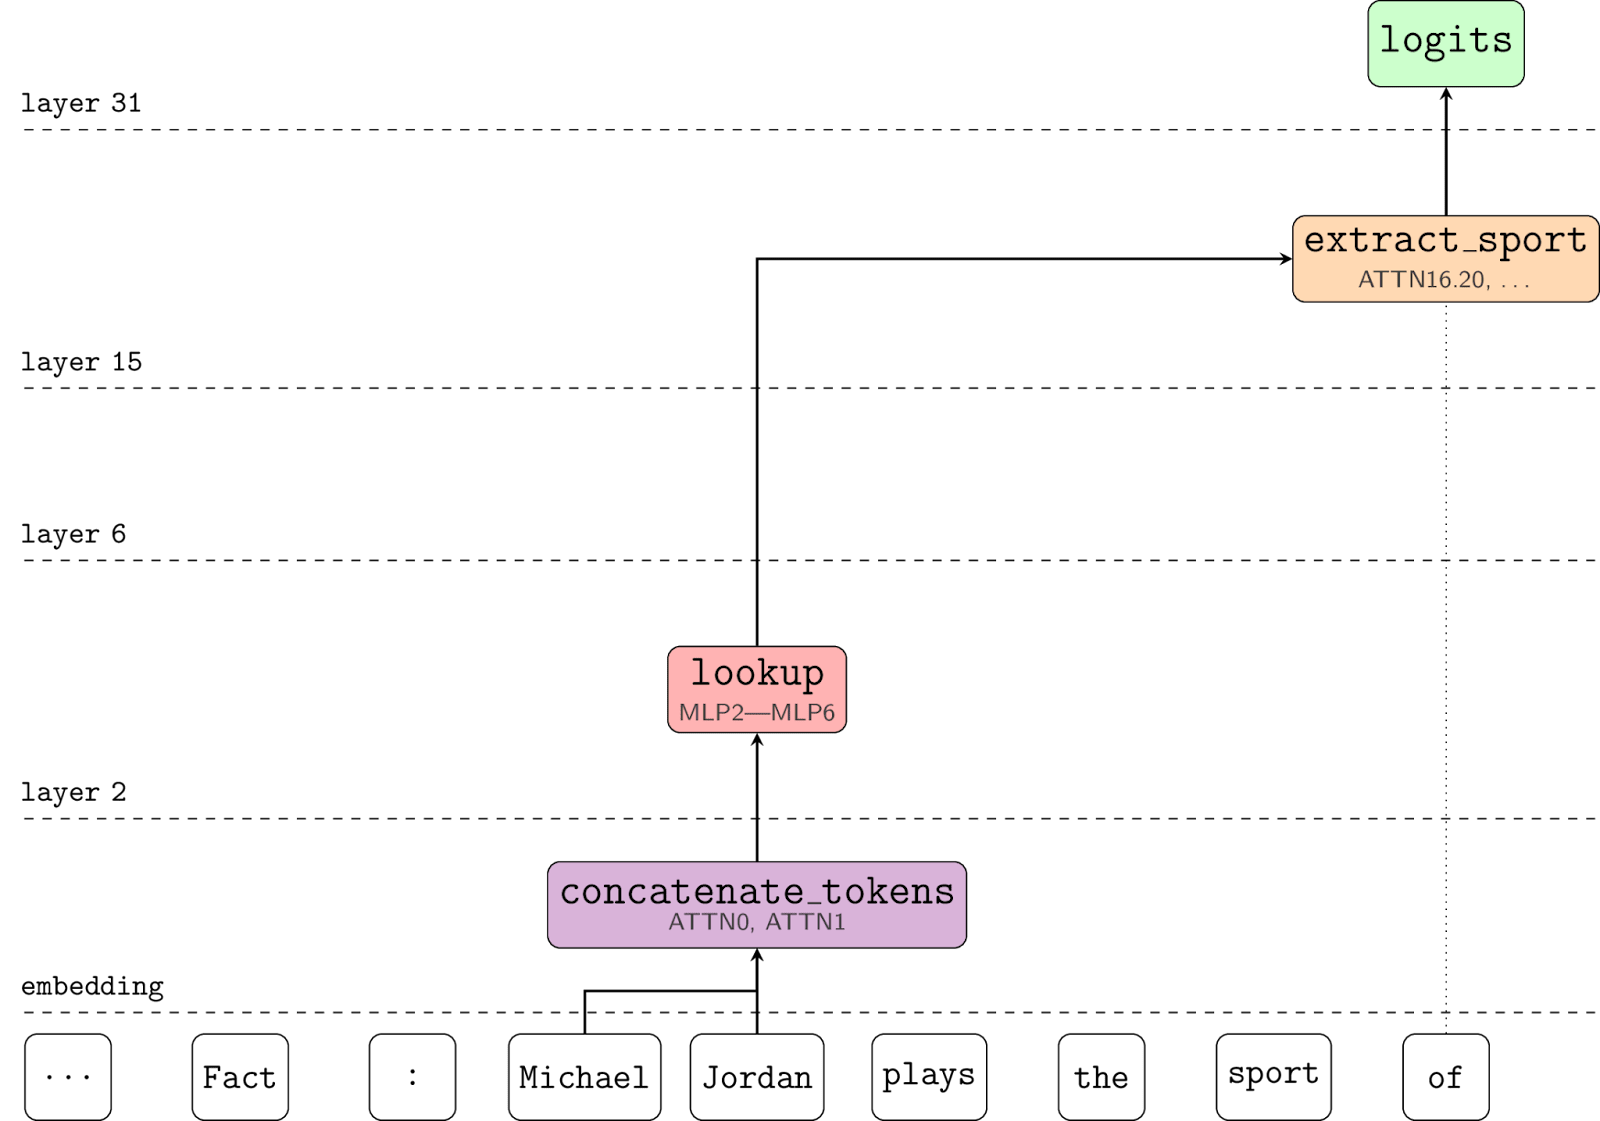 logits
layer 31
extract_sport
ATTN16.20, ...
layer 15
layer 6
lookup
MLP2—MLP6
layer 2
concatenate_tokens
ATTN0, ATTN1
embedding
... Fact : Michael Jordan plays the sport of